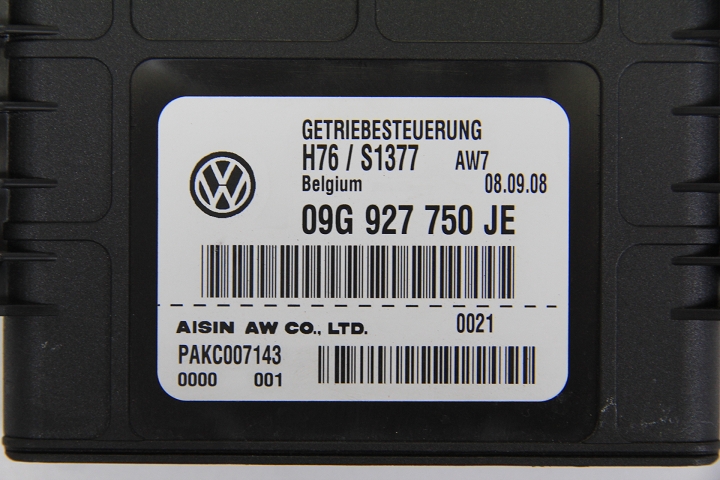 GETRIEBESTEUERUNG
H76 / S1377 AW7
Belgium 08.09.08
09G 927 750 JE
AISIN AW CO., LTD. 0021
PAKC007143
0000 001